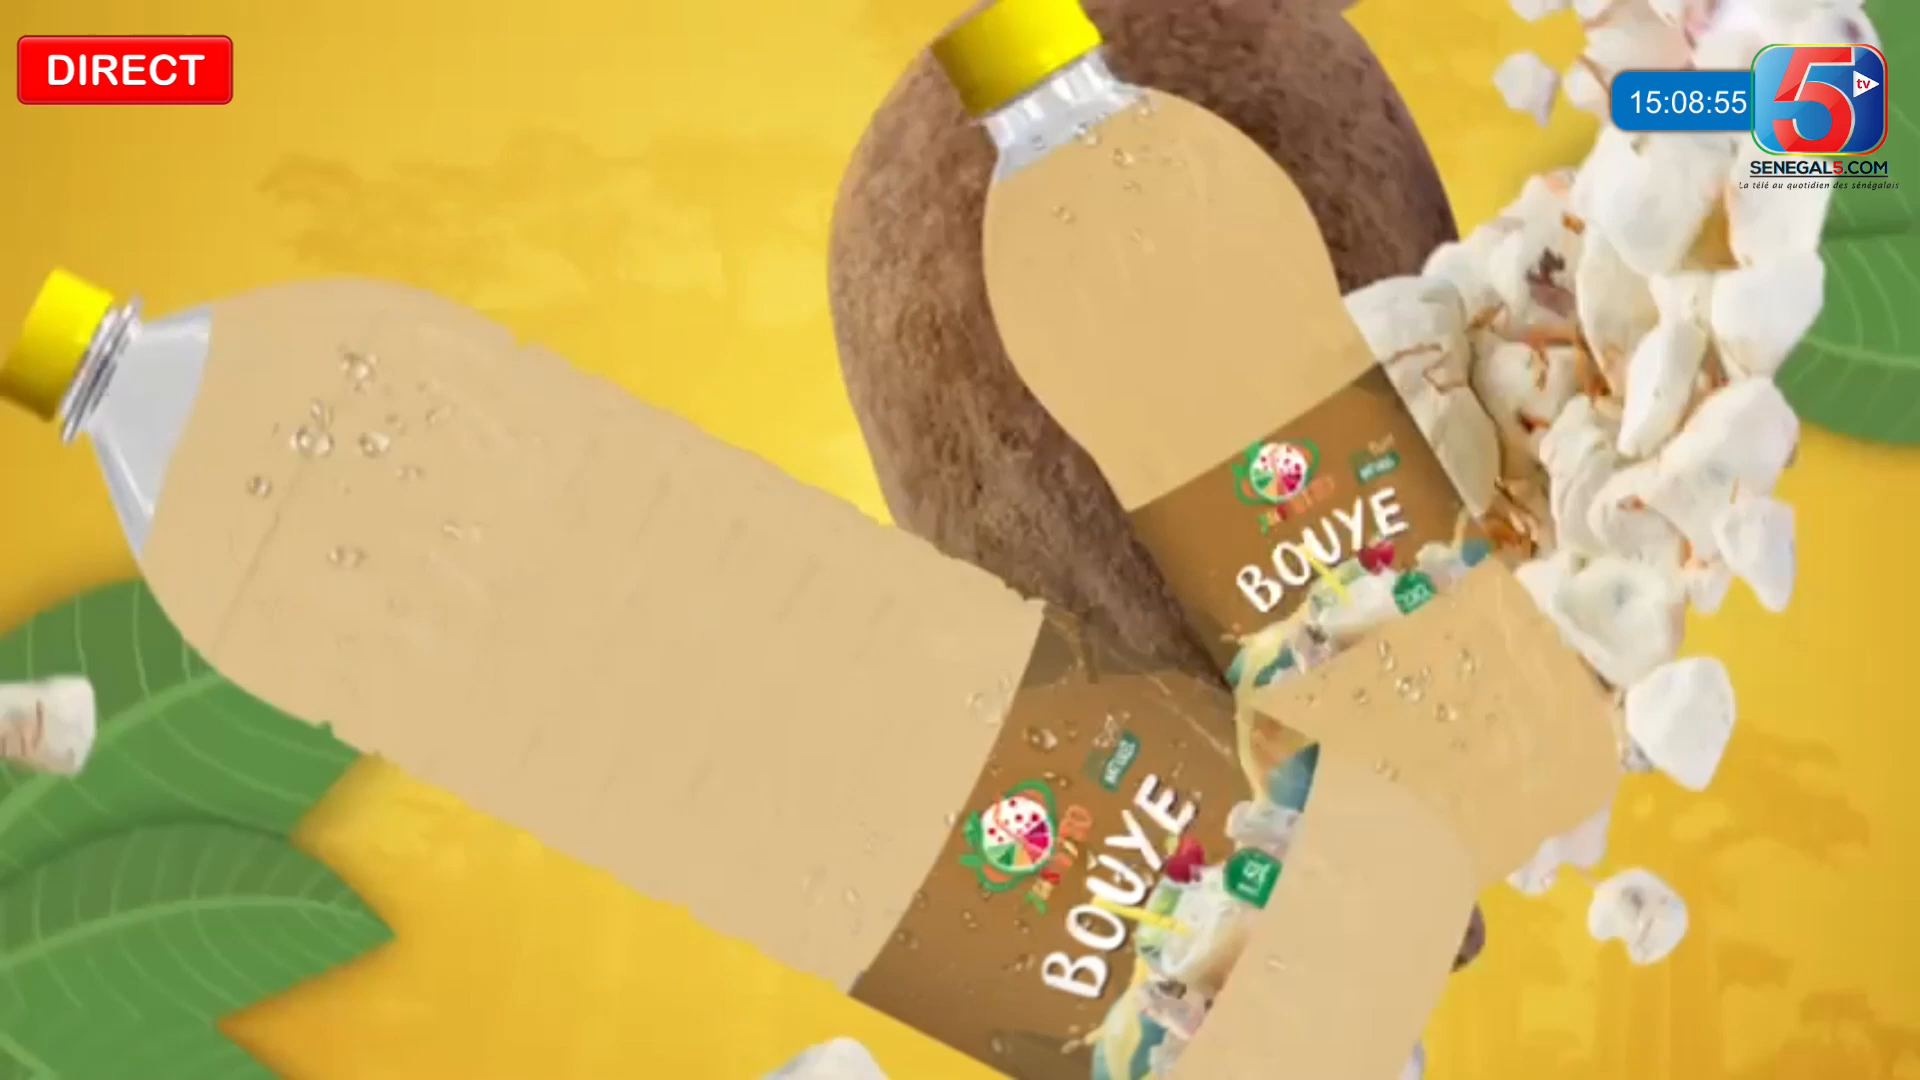 DIRECT
15:08:55
5
tv
SENEGAL5.COM
La télé au quotidien des sénégalais
BOUYE
BOUYE